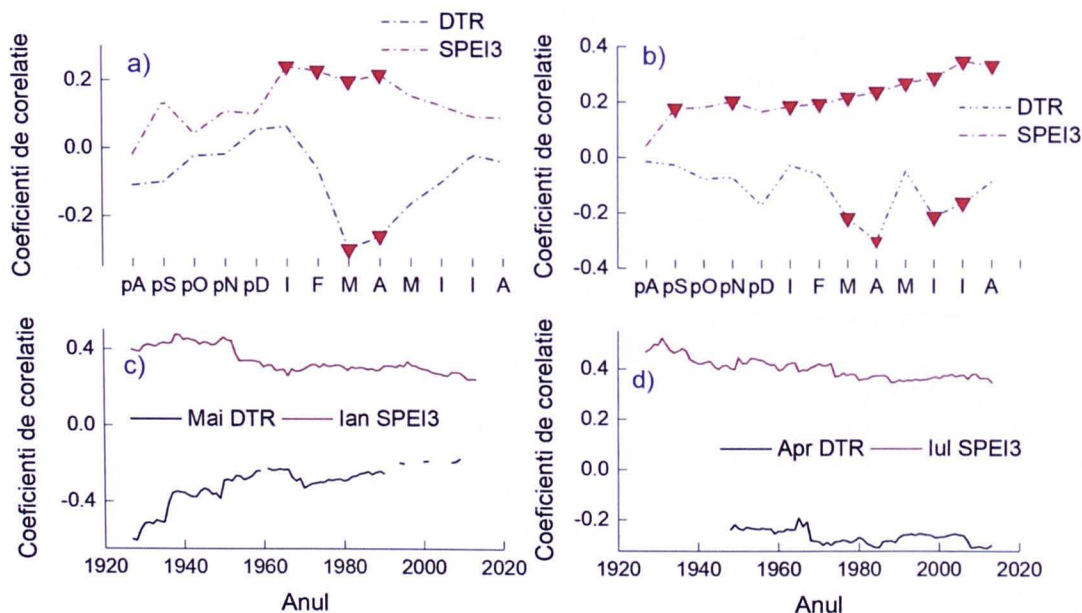 DTR
SPEI3
a)
Coeficienti de corelatie
0.2
0.0
-0.2
pA pS pO pN pD I F M A M I I A
b)
Coeficienti de corelatie
0.4
0.2
0.0
-0.2
-0.4
DTR
SPEI3
pA pS pO pN pD I F M A M I I A
c)
Coeficienti de corelatie
0.4
0.0
-0.4
Mai DTR Ian SPEI3
1920 1940 1960 1980 2000 2020
Anul
d)
Coeficienti de corelatie
0.4
0.2
0.0
-0.2
Apr DTR Iul SPEI3
1920 1940 1960 1980 2000 2020
Anul